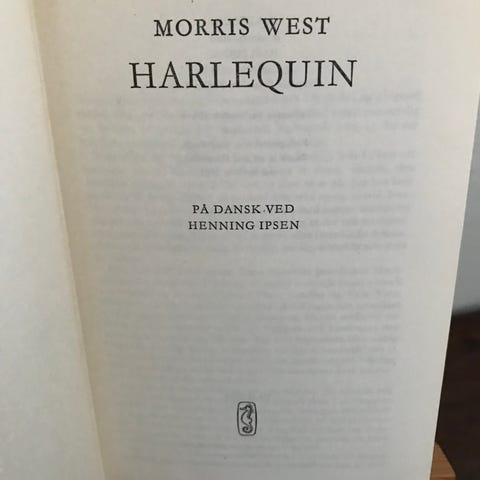 MORRIS WEST
HARLEQUIN
PÅ DANSK VED
HENNING IPSEN